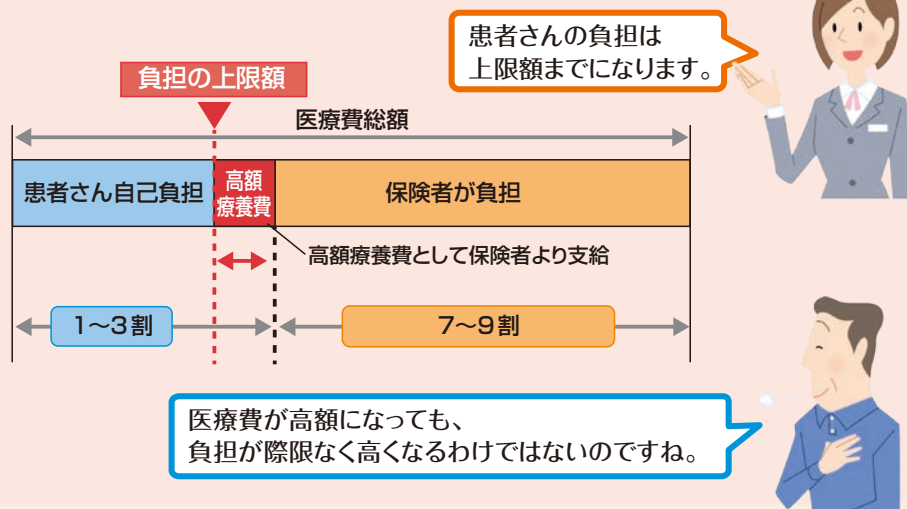 患者さんの負担は
上限額までになります。
負担の上限額
医療費総額
患者さん自己負担
高額
療養費
保険者が負担
高額療養費として保険者より支給
1〜3割
7〜9割
医療費が高額になっても、
負担が際限なく高くなるわけではないのですね。